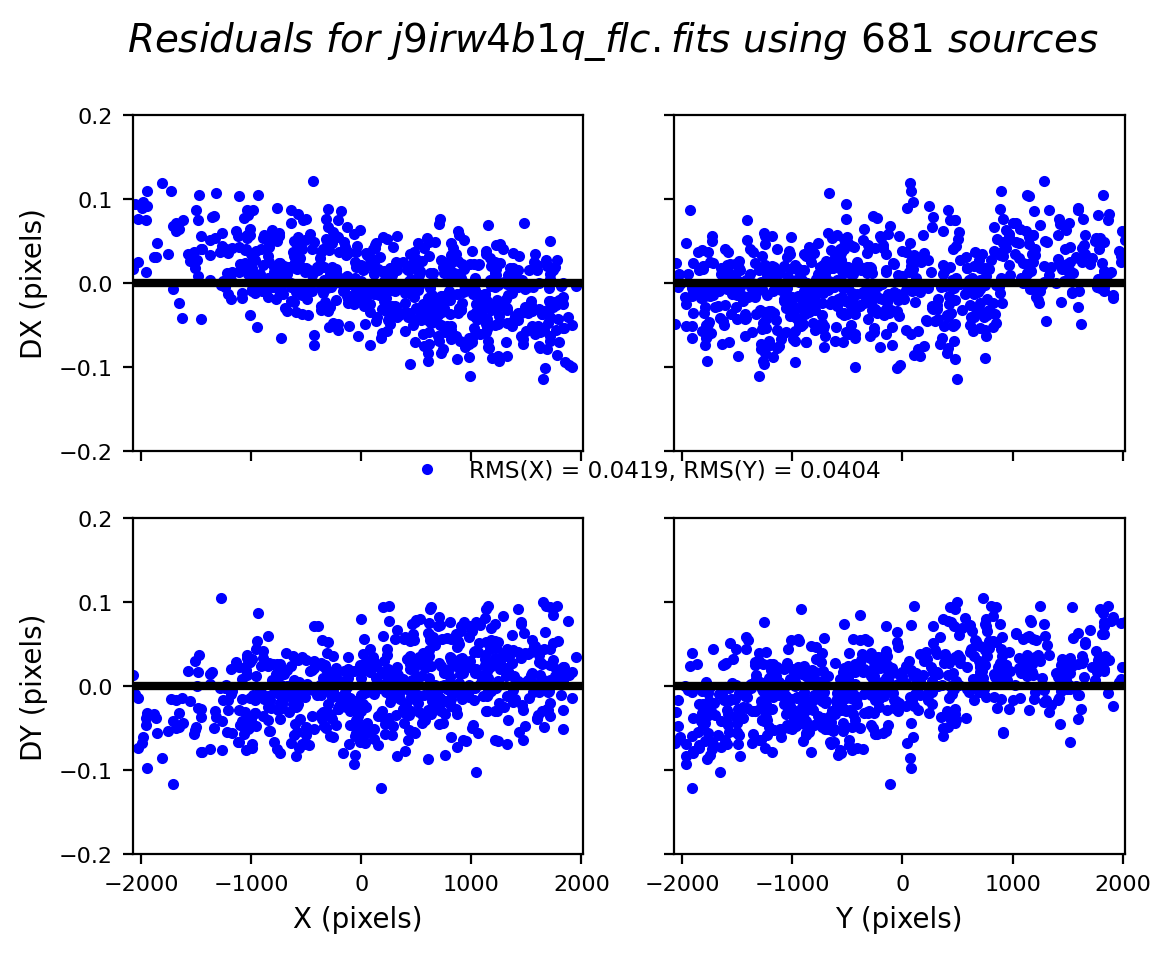 Residuals for j9irw4b1q_flc.fits using 681 sources
0.2
0.1
0.0
−0.1
−0.2
DX (pixels)
RMS(X) = 0.0419, RMS(Y) = 0.0404
0.2
0.1
0.0
−0.1
−0.2
DY (pixels)
−2000 −1000 0 1000 2000 −2000 −1000 0 1000 2000
X (pixels) Y (pixels)